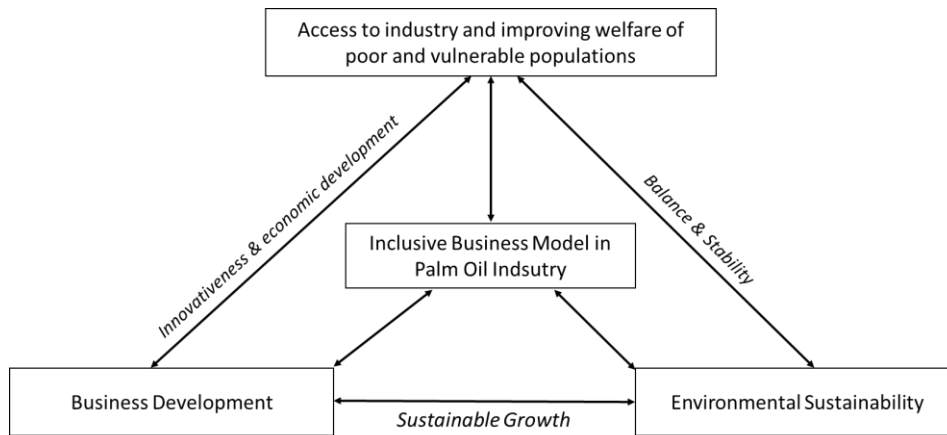 Access to industry and improving welfare of
poor and vulnerable populations
Innovativeness & economic development
Balance & Stability
Inclusive Business Model in
Palm Oil Indsutry
Business Development
Sustainable Growth
Environmental Sustainability